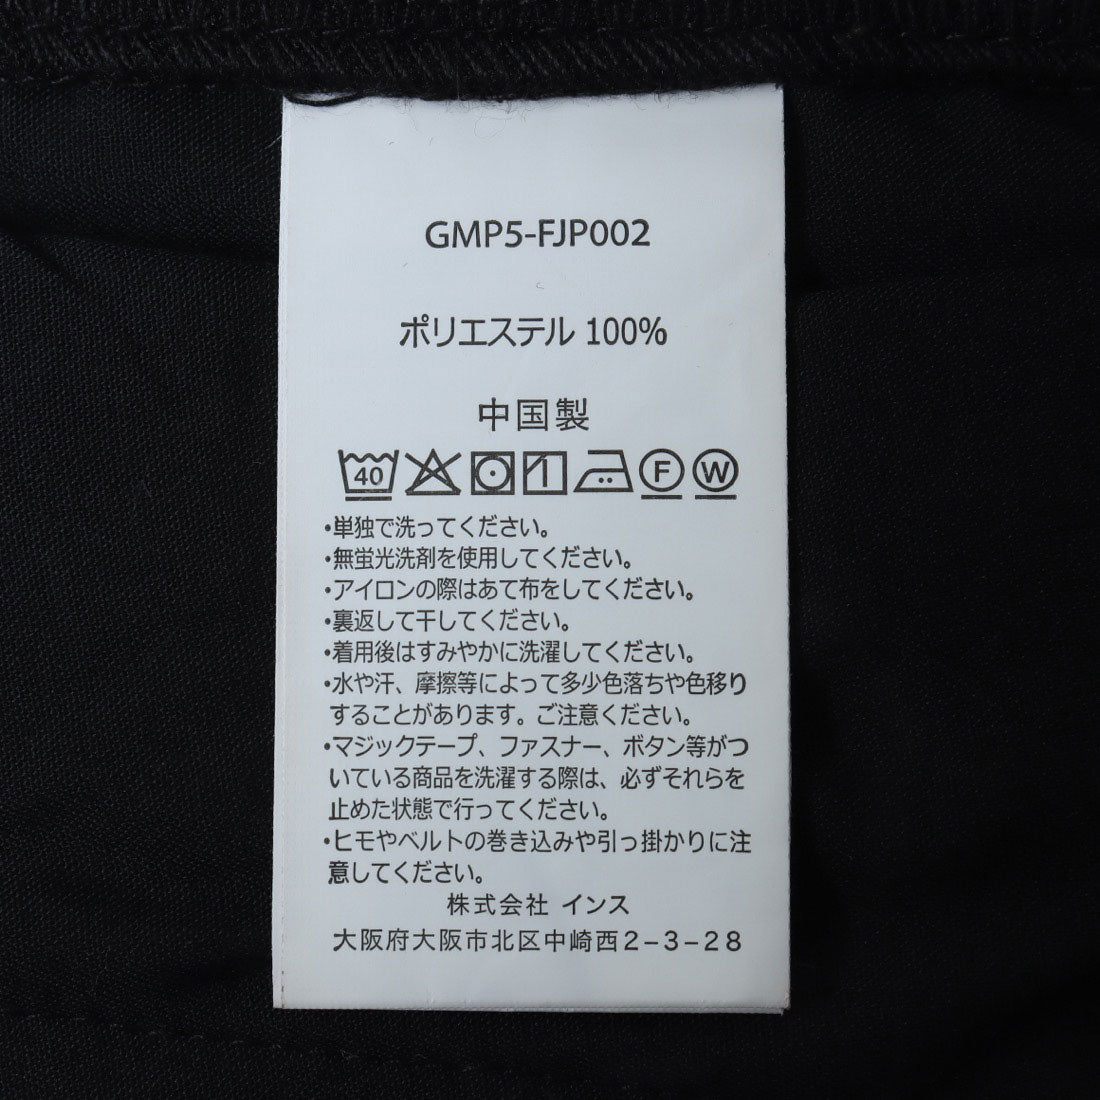 GMP5-FJP002
ポリエステル 100%
中国製
40 F W
・単独で洗ってください。
・無蛍光洗剤を使用してください。
・アイロンの際はあて布をしてください。
・裏返して干してください。
・着用後はすみやかに洗濯してください。
・水や汗、摩擦等によって多少色落ちや色移り
することがあります。ご注意ください。
・マジックテープ、ファスナー、ボタン等がつ
いている商品を洗濯する際は、必ずそれらを
止めた状態で行ってください。
・ヒモやベルトの巻き込みや引っ掛かりに注
意してください。
株式会社 インス
大阪府大阪市北区中崎西2-3-28